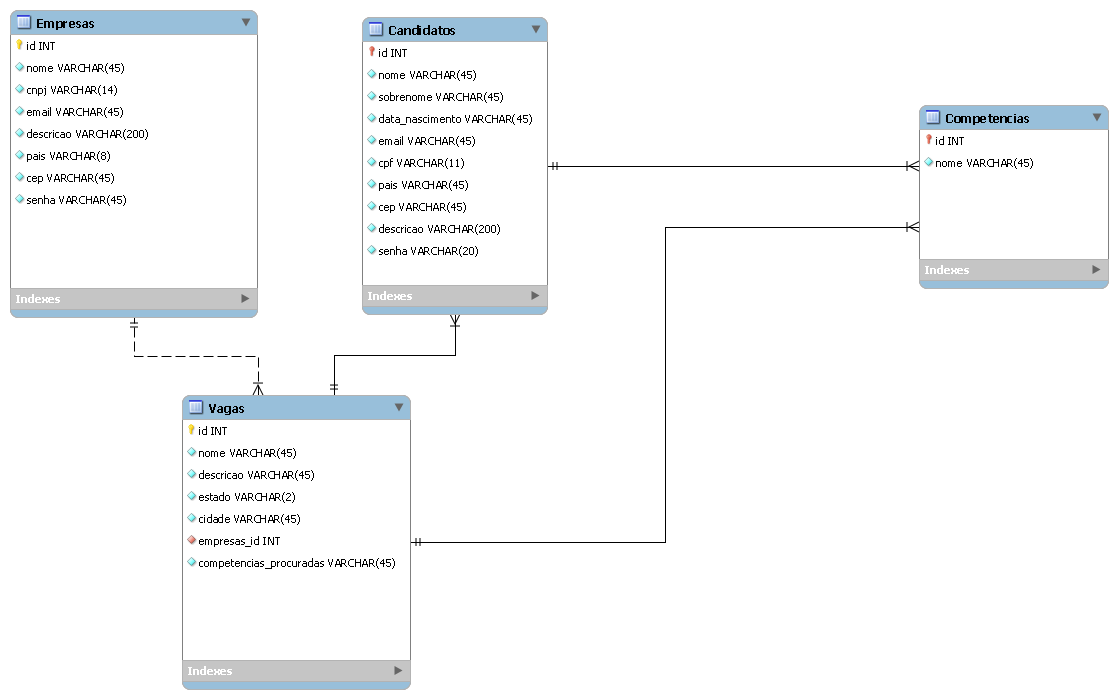 Empresas
id INT
nome VARCHAR(45)
cnpj VARCHAR(14)
email VARCHAR(45)
descricao VARCHAR(200)
pais VARCHAR(8)
cep VARCHAR(45)
senha VARCHAR(45)
Indexes
Candidatos
id INT
nome VARCHAR(45)
sobrenome VARCHAR(45)
data_nascimento VARCHAR(45)
email VARCHAR(45)
cpf VARCHAR(11)
pais VARCHAR(45)
cep VARCHAR(45)
descricao VARCHAR(200)
senha VARCHAR(20)
Indexes
Competencias
id INT
nome VARCHAR(45)
Indexes
Vagas
id INT
nome VARCHAR(45)
descricao VARCHAR(45)
estado VARCHAR(2)
cidade VARCHAR(45)
empresas_id INT
competencias_procuradas VARCHAR(45)
Indexes